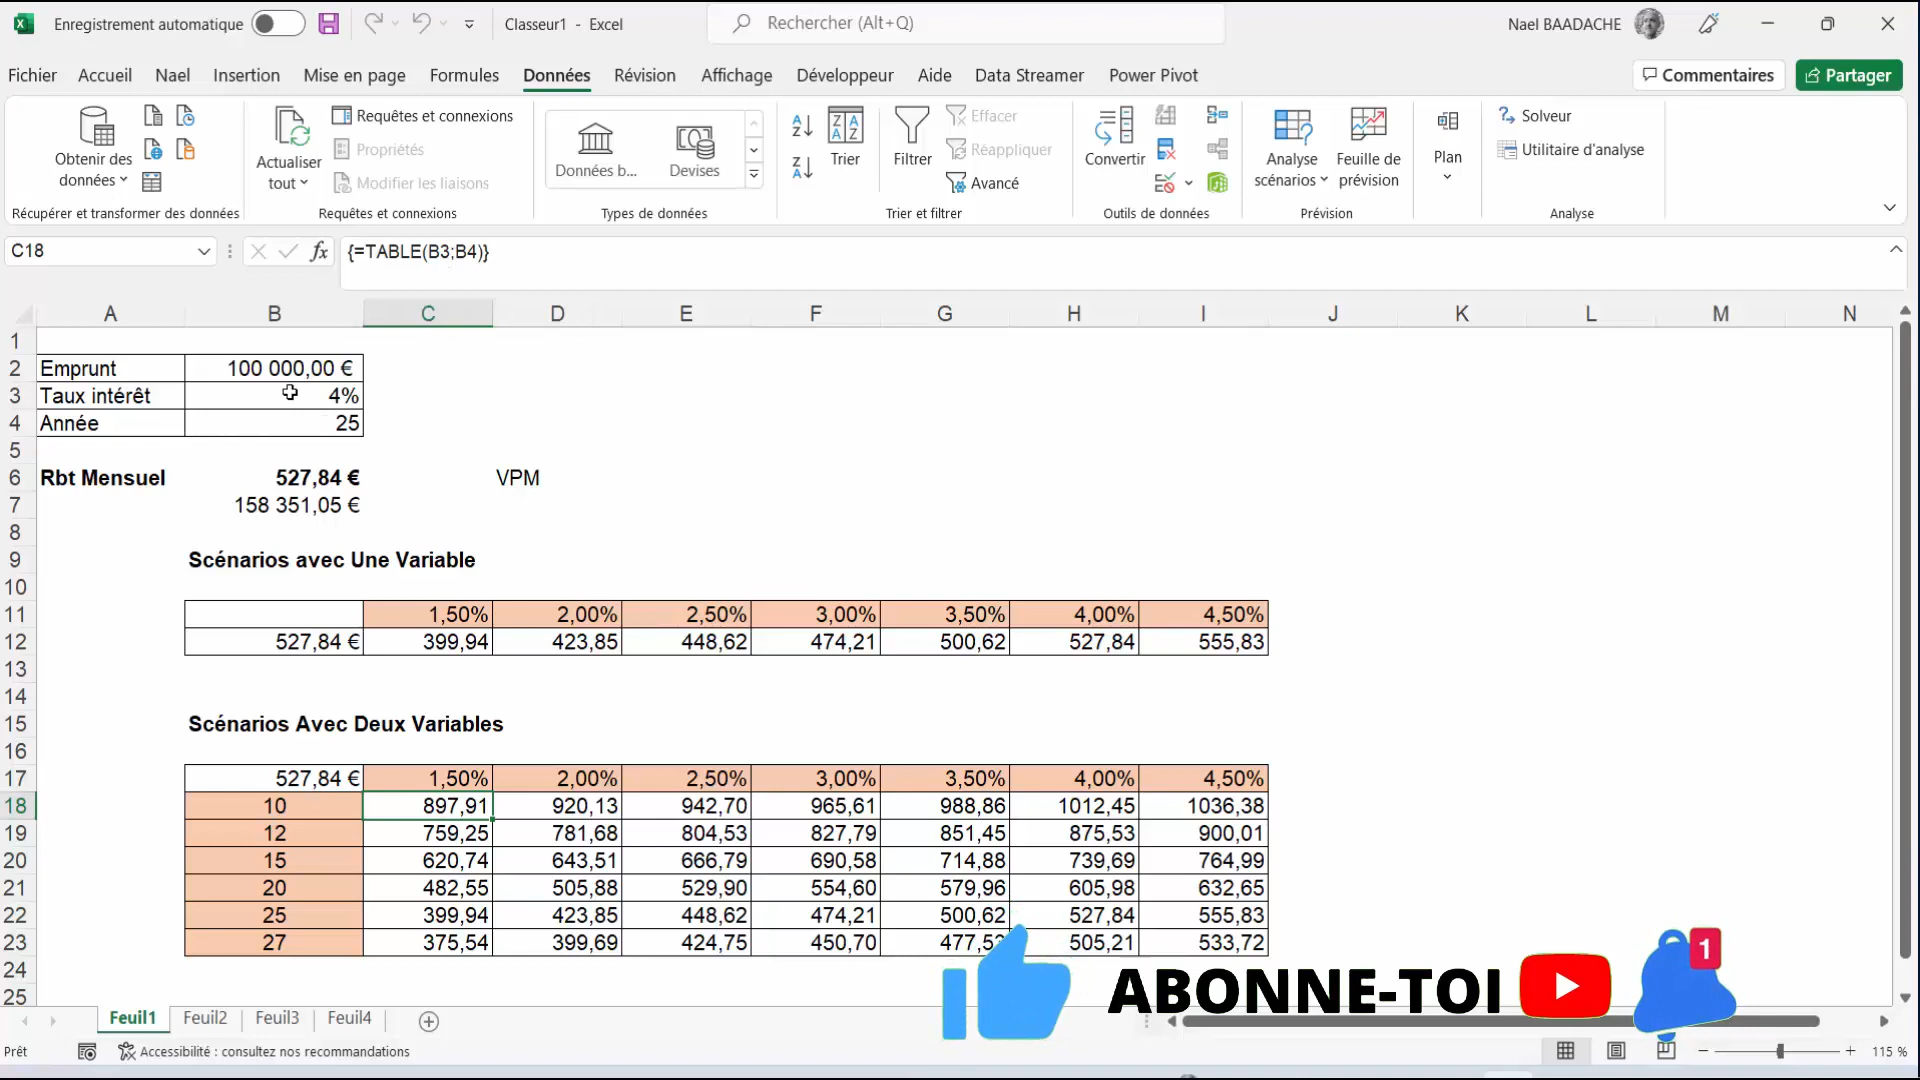 Enregistrement automatique
Classeur1 - Excel
Rechercher (Alt+Q)
Nael BAADACHE
Fichier Accueil Nael Insertion Mise en page Formules Données Révision Affichage Développeur Aide Data Streamer Power Pivot
Commentaires Partager
Obtenir des
données
Récupérer et transformer des données
Actualiser
tout
Requêtes et connexions
Propriétés
Modifier les liaisons
Requêtes et connexions
Données b... Devises
Types de données
Trier
Filtrer
Effacer
Réappliquer
Avancé
Trier et filtrer
Convertir
Outils de données
Analyse
scénarios
Feuille de
prévision
Prévision
Plan
Solveur
Utilitaire d'analyse
Analyse
C18 fx {=TABLE(B3;B4)}
A B C D E F G H I J K L M N
1
2 Emprunt 100 000,00 €
3 Taux intérêt 4%
4 Année 25
5
6 Rbt Mensuel 527,84 € VPM
7 158 351,05 €
8
9 Scénarios avec Une Variable
10
11 1,50% 2,00% 2,50% 3,00% 3,50% 4,00% 4,50%
12 527,84 € 399,94 423,85 448,62 474,21 500,62 527,84 555,83
13
14
15 Scénarios Avec Deux Variables
16
17 527,84 € 1,50% 2,00% 2,50% 3,00% 3,50% 4,00% 4,50%
18 10 897,91 920,13 942,70 965,61 988,86 1012,45 1036,38
19 12 759,25 781,68 804,53 827,79 851,45 875,53 900,01
20 15 620,74 643,51 666,79 690,58 714,88 739,69 764,99
21 20 482,55 505,88 529,90 554,60 579,96 605,98 632,65
22 25 399,94 423,85 448,62 474,21 500,62 527,84 555,83
23 27 375,54 399,69 424,75 450,70 505,21 533,72
24
25
ABONNE-TOI
1
Feuil1 Feuil2 Feuil3 Feuil4
Prêt
Accessibilité : consultez nos recommandations
115 %